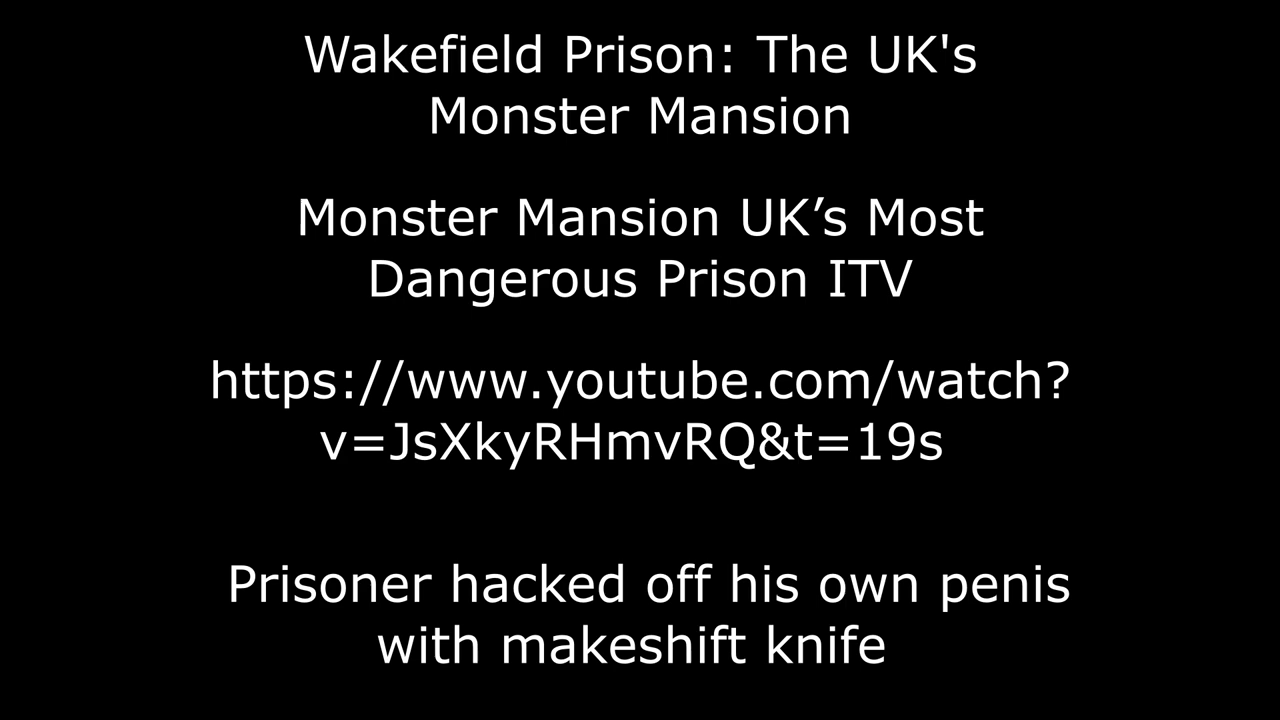 Wakefield Prison: The UK's
Monster Mansion
Monster Mansion UK’s Most
Dangerous Prison ITV
https://www.youtube.com/watch?
v=JsXkyRHmvRQ&t=19s
Prisoner hacked off his own penis
with makeshift knife